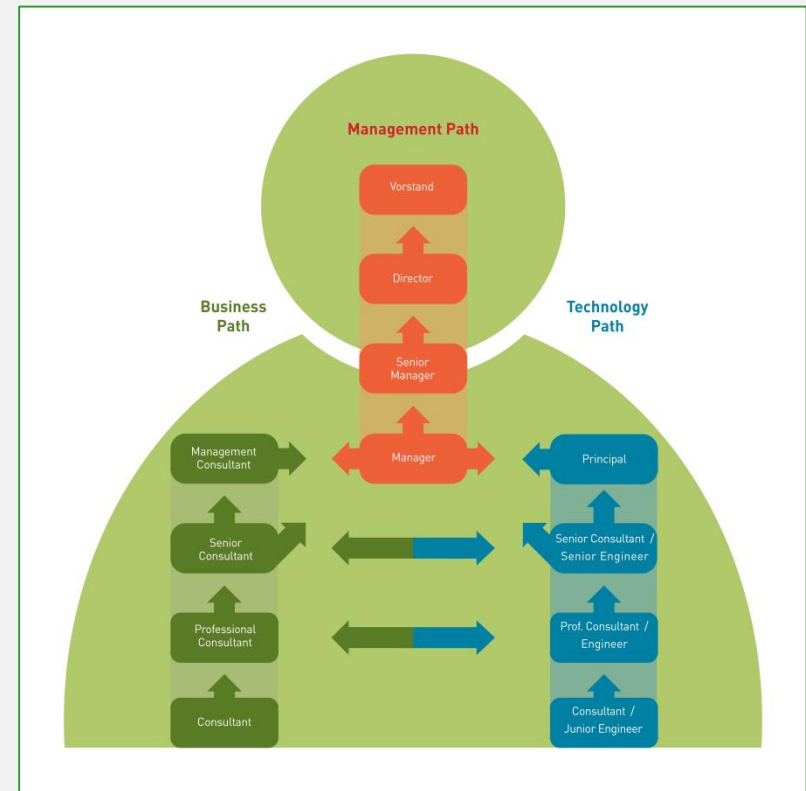 Management Path
Vorstand
Director
Senior
Manager
Manager
Business
Path
Management
Consultant
Senior
Consultant
Professional
Consultant
Consultant
Technology
Path
Principal
Senior Consultant /
Senior Engineer
Prof. Consultant /
Engineer
Consultant /
Junior Engineer